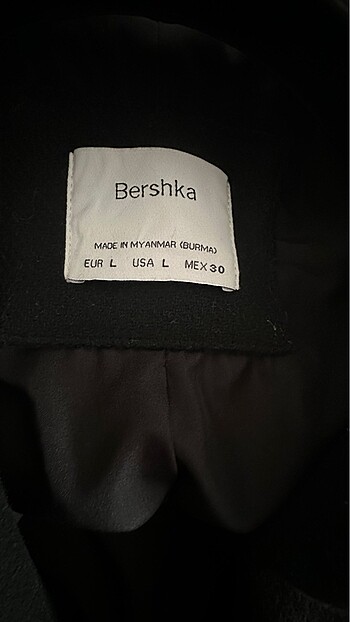 Bershka
MADE IN MYANMAR (BURMA)
EUR L USA L MEX 30